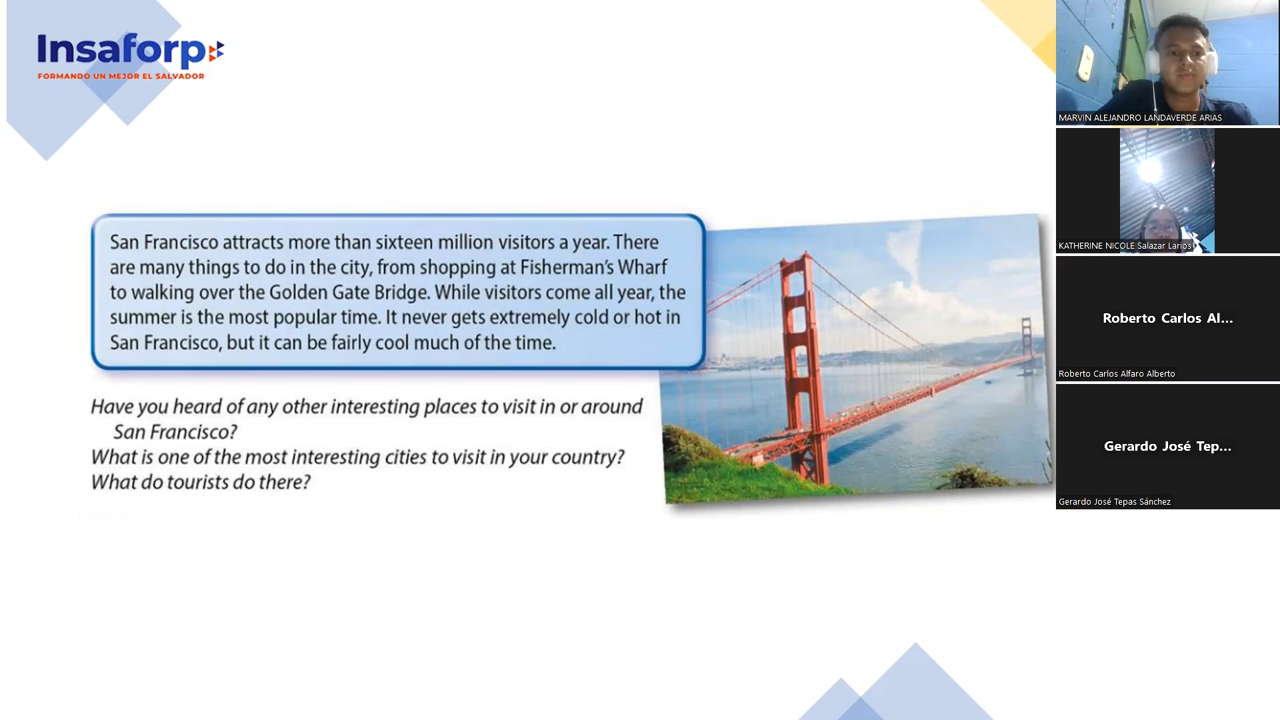 Insaforp
FORMANDO UN MEJOR EL SALVADOR
San Francisco attracts more than sixteen million visitors a year. There
are many things to do in the city, from shopping at Fisherman's Wharf
to walking over the Golden Gate Bridge. While visitors come all year, the
summer is the most popular time. It never gets extremely cold or hot in
San Francisco, but it can be fairly cool much of the time.
Have you heard of any other interesting places to visit in or around
San Francisco?
What is one of the most interesting cities to visit in your country?
What do tourists do there?
MARVIN ALEJANDRO LANDAVERDE ARIAS
KATHERINE NICOLE Salazar Larios
Roberto Carlos Al...
Roberto Carlos Alfaro Alberto
Gerardo José Tep...
Gerardo José Tepas Sánchez